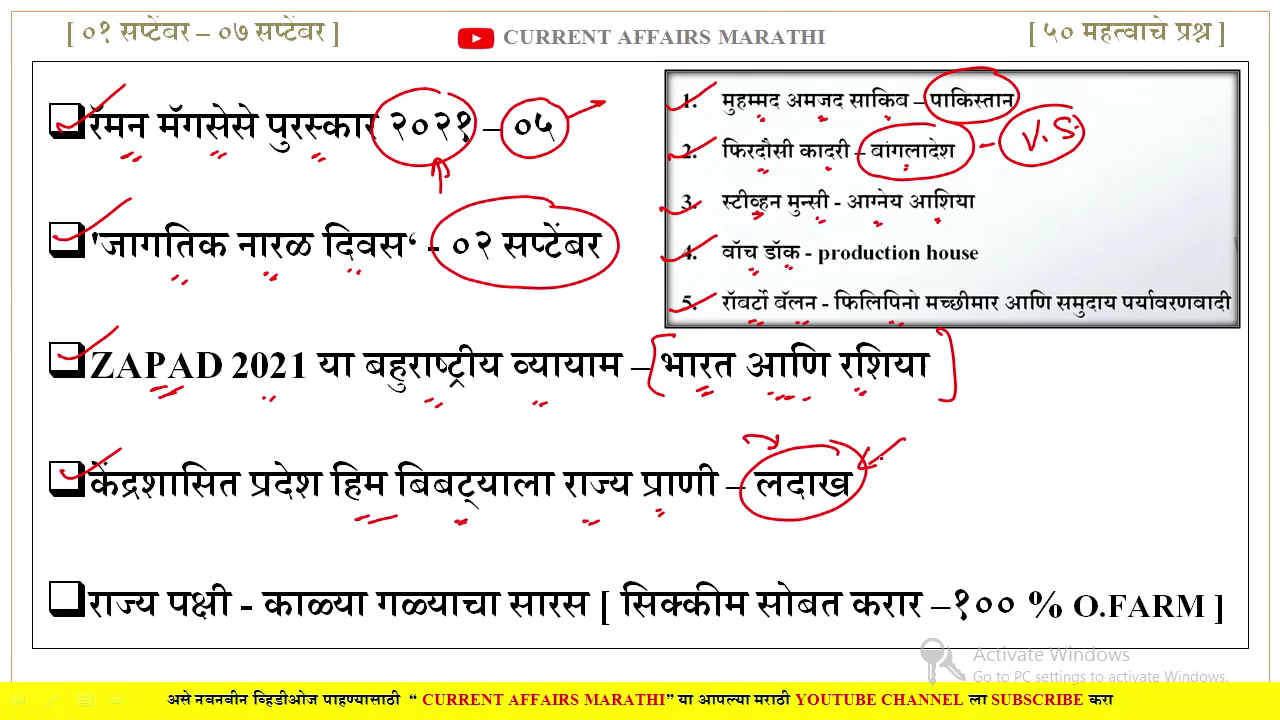 [ ०१ सप्टेंबर – ०७ सप्टेंबर ]
CURRENT AFFAIRS MARATHI
[ ५० महत्वाचे प्रश्न ]
रॅमन मॅगसेसे पुरस्कार २०२१ – ०५
'जागतिक नारळ दिवस‘ - ०२ सप्टेंबर
ZAPAD 2021 या बहुराष्ट्रीय व्यायाम – भारत आणि रशिया
केंद्रशासित प्रदेश हिम बिबट्याला राज्य प्राणी – लदाख
राज्य पक्षी - काळ्या गळ्याचा सारस [ सिक्कीम सोबत करार –१०० % O.FARM ]
1. मुहम्मद अमजद साकिब – पाकिस्तान
2. फिरदौसी कादरी – बांगलादेश - V.S.
3. स्टीव्हन मुन्सी - आग्नेय आशिया
4. वॉच डॉक - production house
5. रॉबर्टो बॅलन - फिलिपिनो मच्छीमार आणि समुदाय पर्यावरणवादी
Activate Windows
Go to PC settings to activate Windows.
असे नवनवीन व्हिडीओज पाहण्यासाठी “ CURRENT AFFAIRS MARATHI” या आपल्या मराठी YOUTUBE CHANNEL ला SUBSCRIBE करा